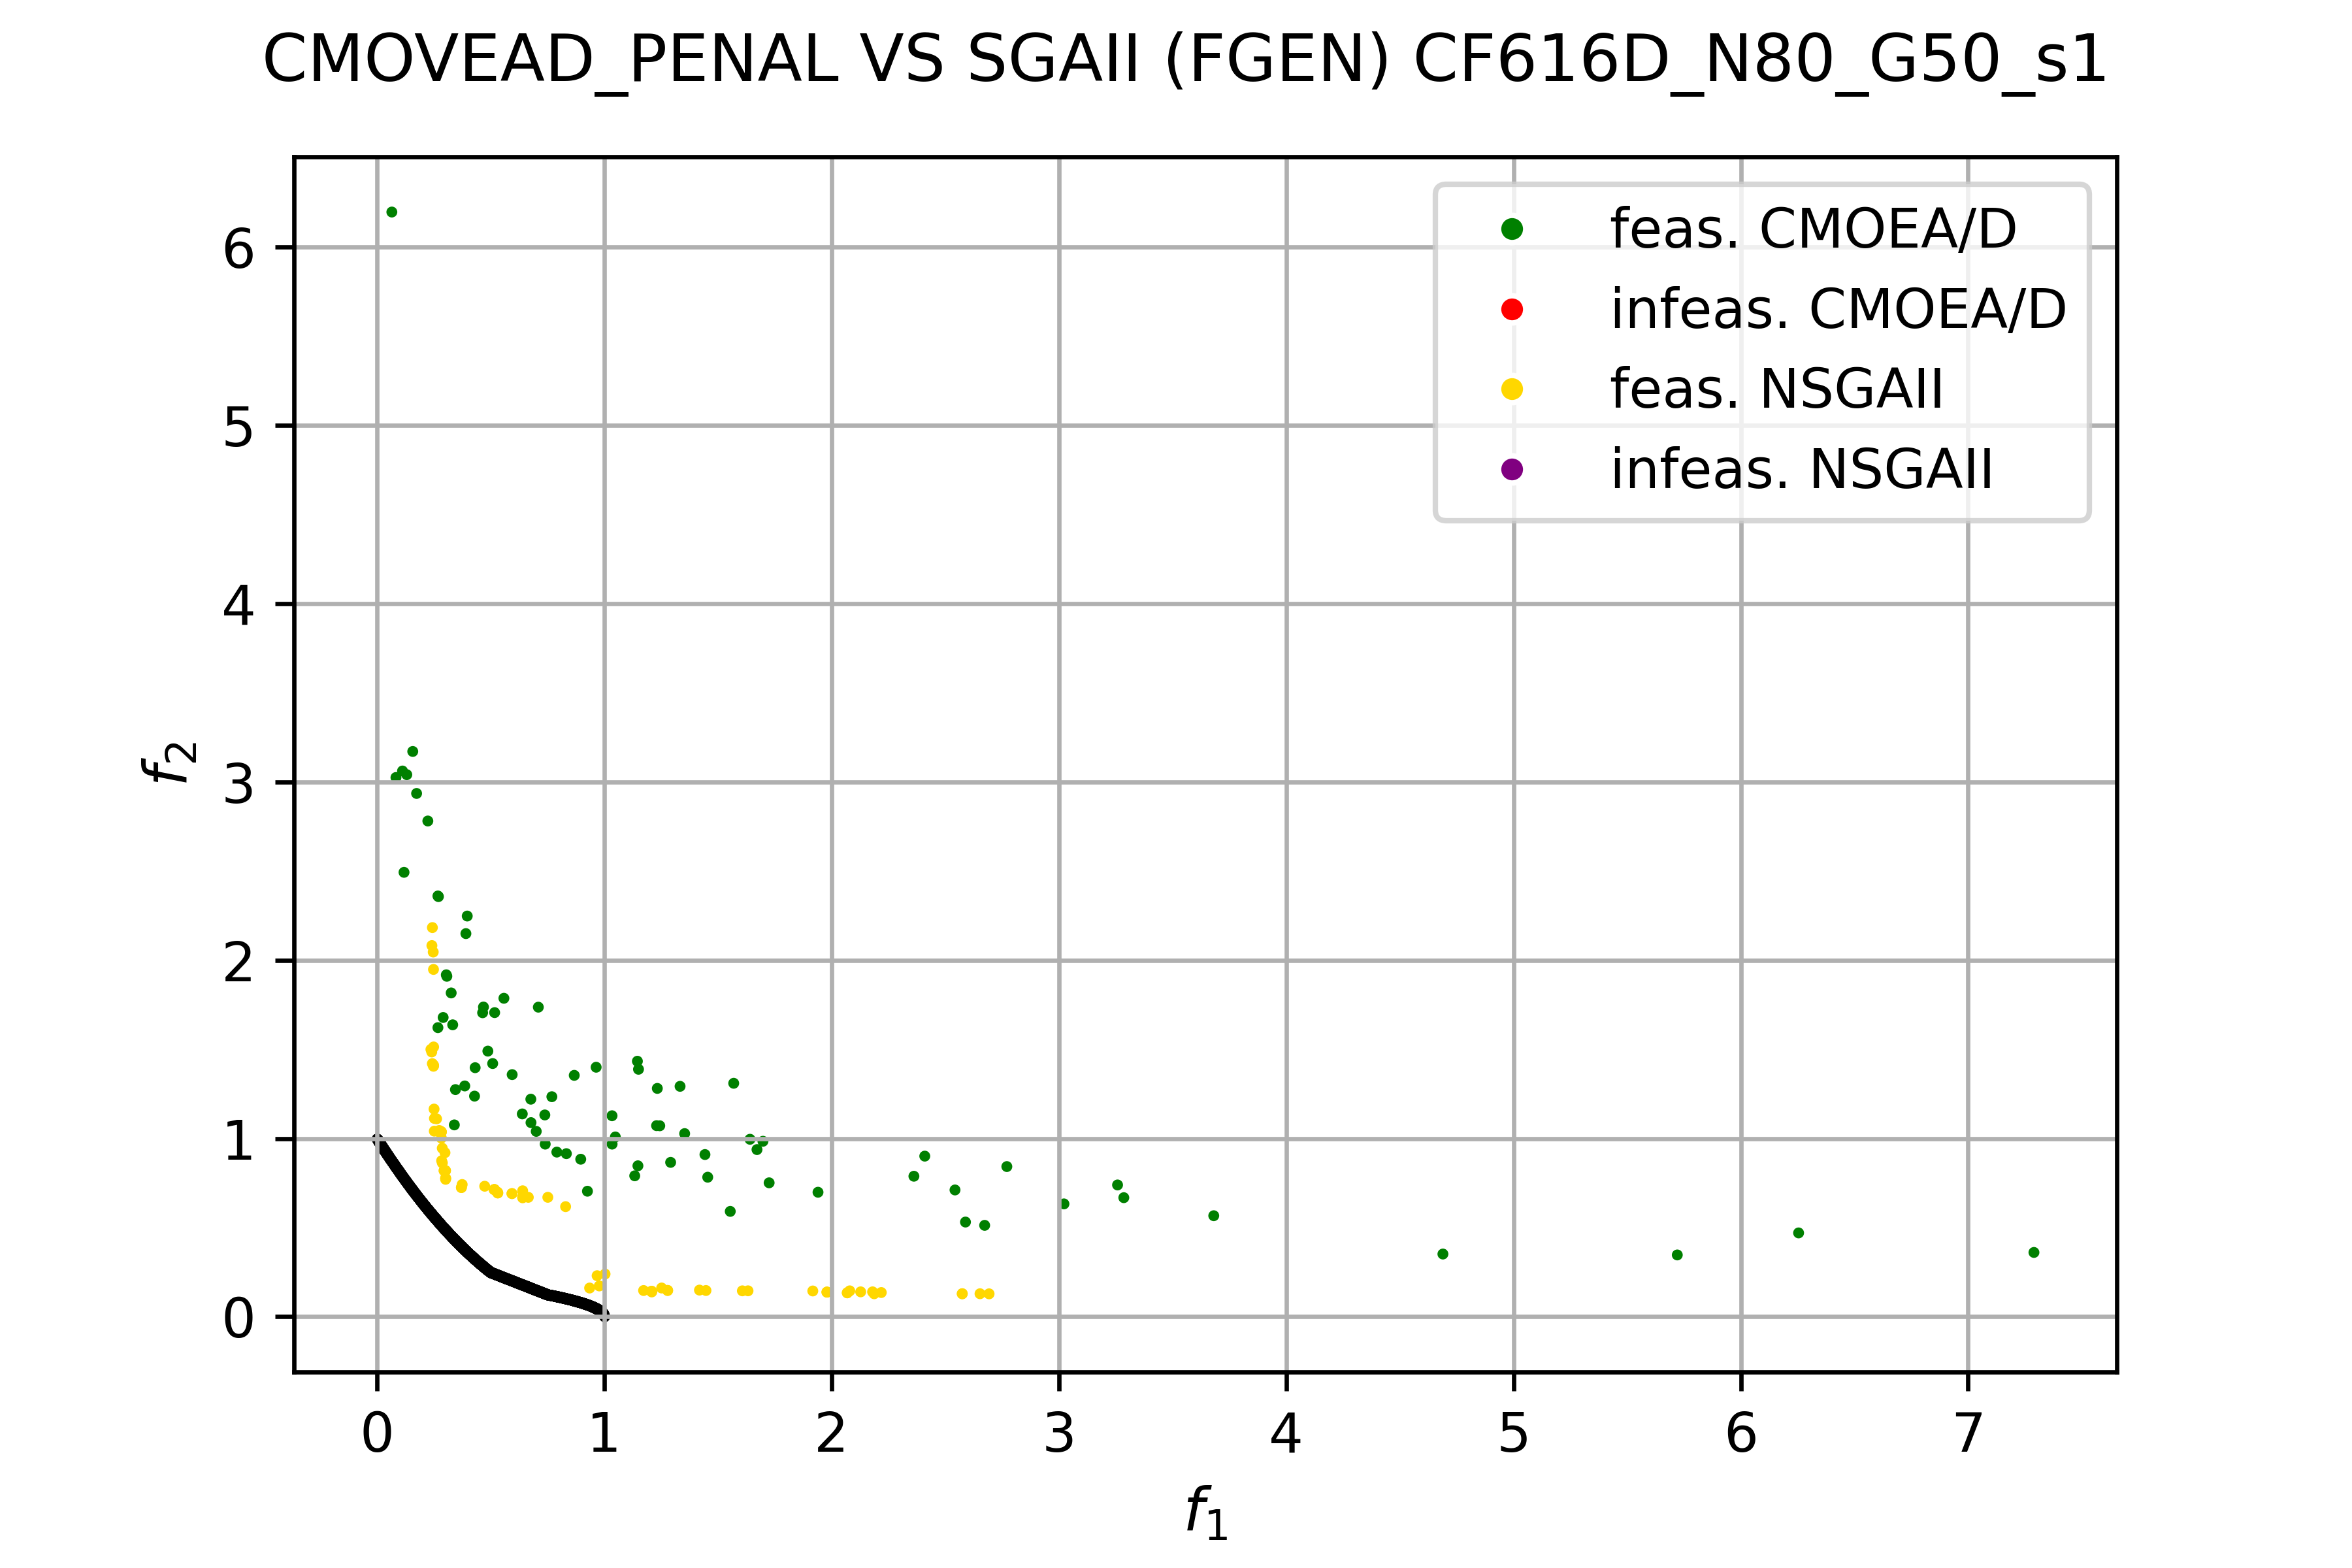 CMOVEAD_PENAL VS SGAII (FGEN) CF616D_N80_G50_s1
feas. CMOEA/D
infeas. CMOEA/D
feas. NSGAII
infeas. NSGAII
6
5
4
3
2
1
0
f2
0 1 2 3 4 5 6 7
f1